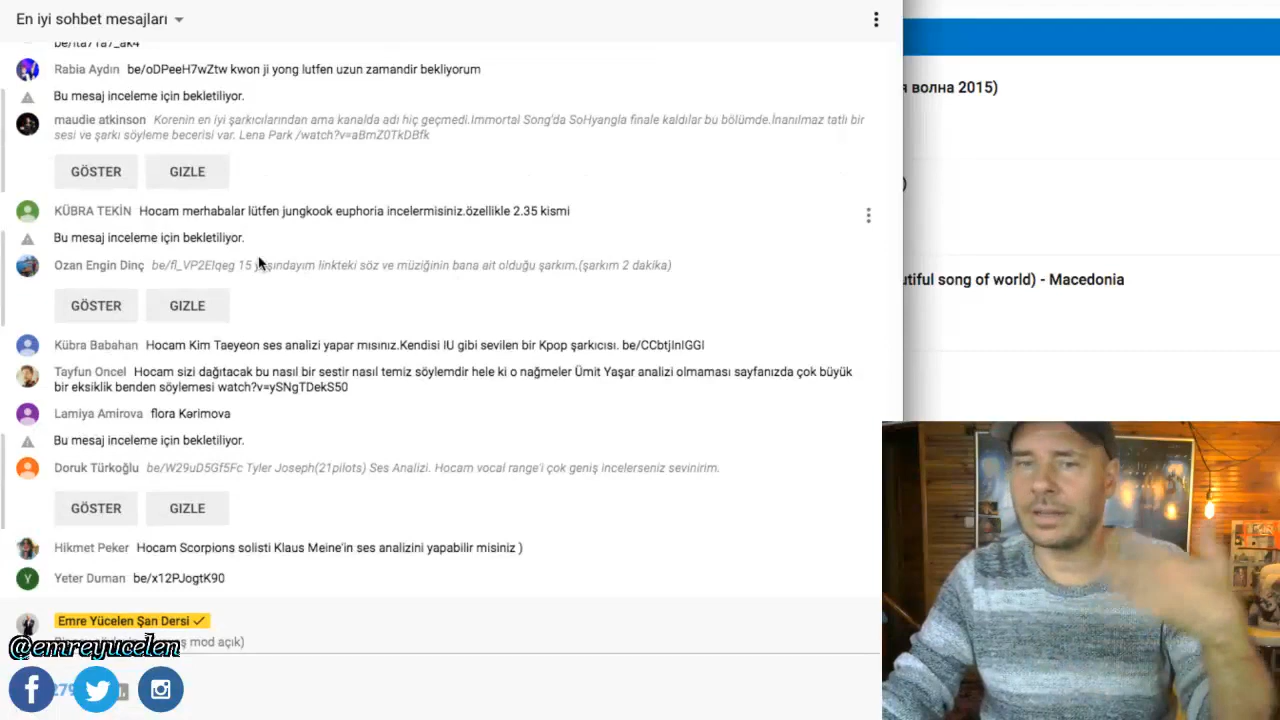 En iyi sohbet mesajları
be/ita71a7_ak4
Rabia Aydın be/oDPeeH7wZtw kwon ji yong lutfen uzun zamandir bekliyorum
Bu mesaj inceleme için bekletiliyor.
maudie atkinson Korenin en iyi şarkıcılarından ama kanalda adı hiç geçmedi.Immortal Song'da SoHyangla finale kaldılar bu bölümde.İnanılmaz tatlı bir
sesi ve şarkı söyleme becerisi var. Lena Park /watch?v=aBmZ0TkDBfk
GÖSTER GIZLE
KÜBRA TEKİN Hocam merhabalar lütfen jungkook euphoria incelermisiniz.özellikle 2.35 kismi
Bu mesaj inceleme için bekletiliyor.
Ozan Engin Dinç be/fl_VP2EIqeg 15 yaşındayım linkteki söz ve müziğinin bana ait olduğu şarkım.(şarkım 2 dakika)
GÖSTER GIZLE
Kübra Babahan Hocam Kim Taeyeon ses analizi yapar mısınız.Kendisi IU gibi sevilen bir Kpop şarkıcısı. be/CCbtjInIGGI
Tayfun Oncel Hocam sizi dağıtacak bu nasıl bir sestir nasıl temiz söylemdir hele ki o nağmeler Ümit Yaşar analizi olmaması sayfanızda çok büyük
bir eksiklik benden söylemesi watch?v=ySNgTDekS50
Lamiya Amirova flora Kərimova
Bu mesaj inceleme için bekletiliyor.
Doruk Türkoğlu be/W29uD5Gf5Fc Tyler Joseph(21pilots) Ses Analizi. Hocam vocal range'i çok geniş incelerseniz sevinirim.
GÖSTER GIZLE
Hikmet Peker Hocam Scorpions solisti Klaus Meine'in ses analizini yapabilir misiniz )
Y Yeter Duman be/x12PJogtK90
Emre Yücelen Şan Dersi
mod açık)
@emreyucelen
279
я волна 2015)
)
utiful song of world) - Macedonia